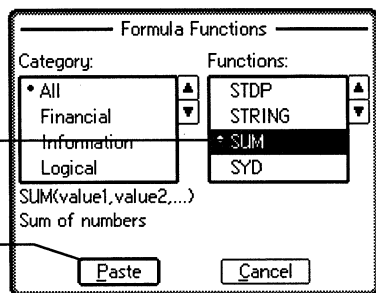 Formula Functions
Category: Functions:
• All
Financial
Information
Logical
STDP
STRING
SUM
SYD
SUM(value1,value2,...)
Sum of numbers
Paste Cancel